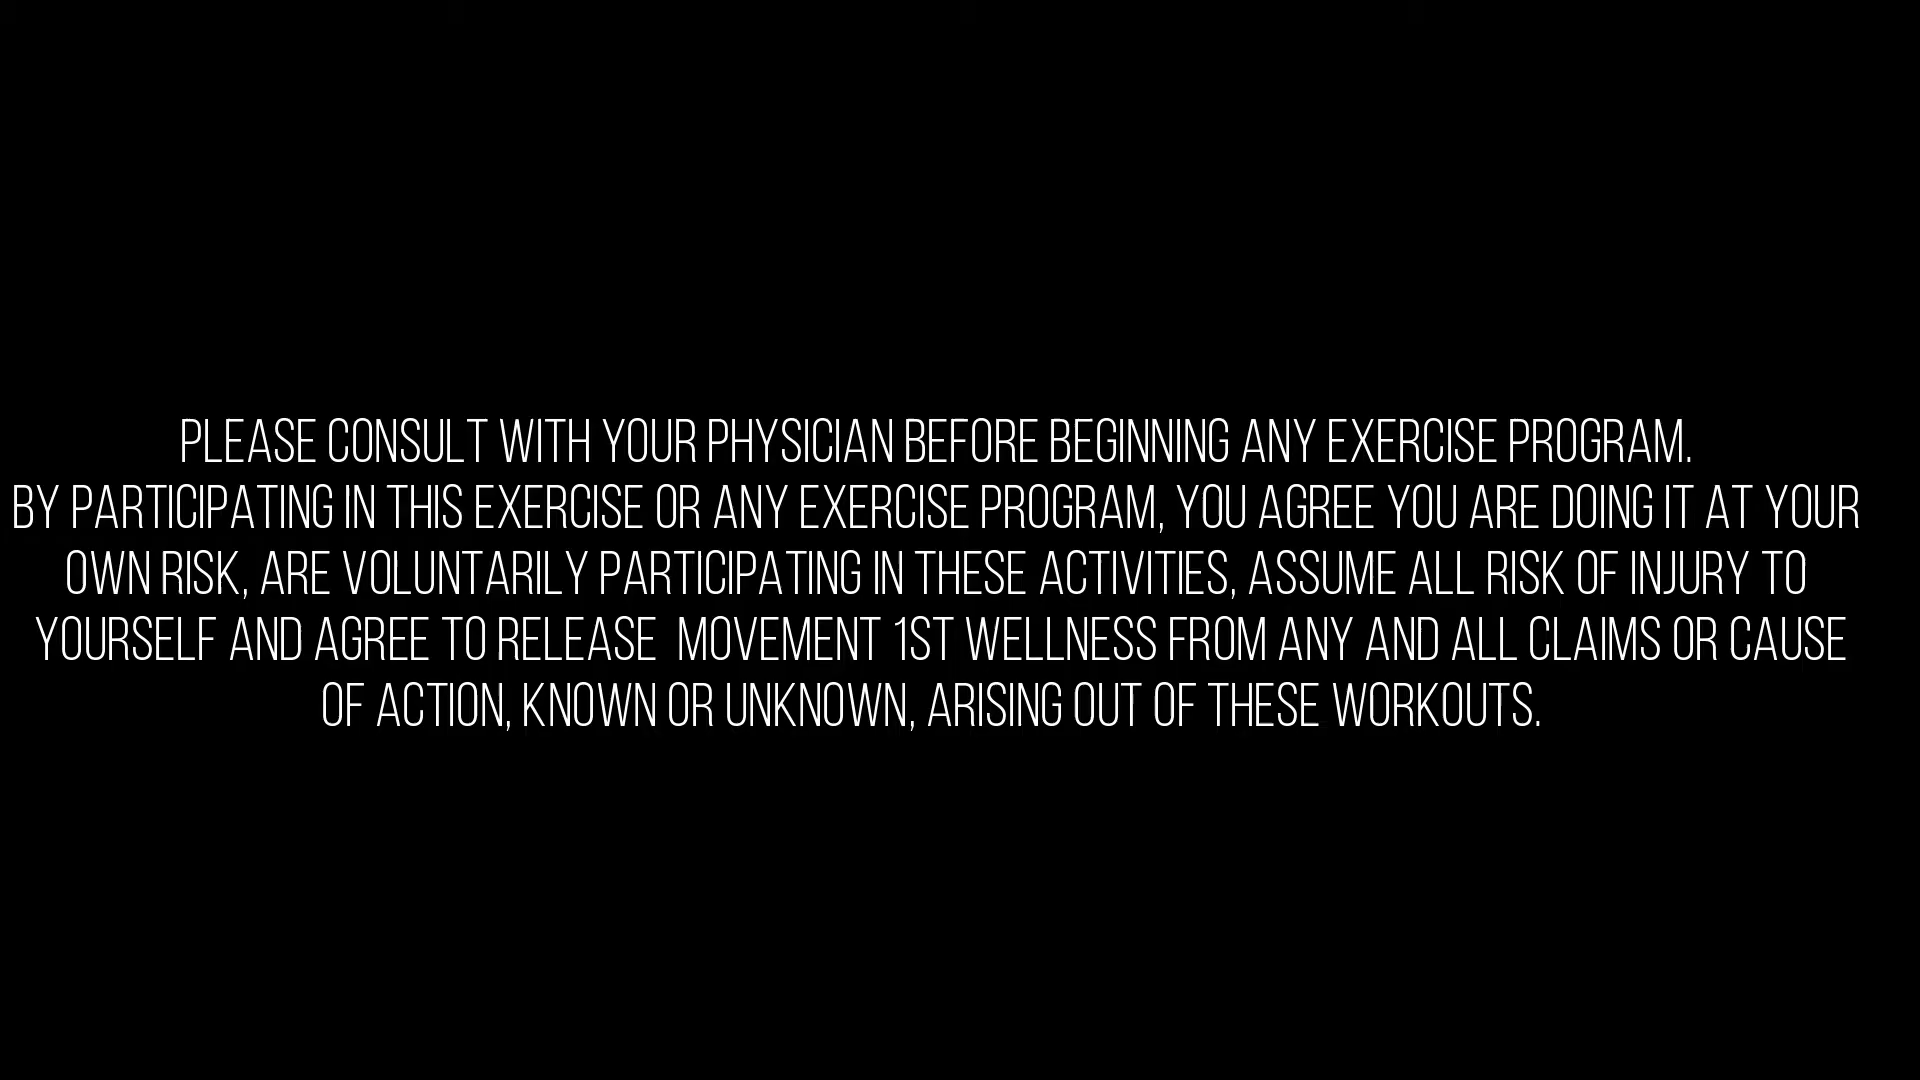 PLEASE CONSULT WITH YOUR PHYSICIAN BEFORE BEGINNING ANY EXERCISE PROGRAM.
BY PARTICIPATING IN THIS EXERCISE OR ANY EXERCISE PROGRAM, YOU AGREE YOU ARE DOING IT AT YOUR
OWN RISK, ARE VOLUNTARILY PARTICIPATING IN THESE ACTIVITIES, ASSUME ALL RISK OF INJURY TO
YOURSELF AND AGREE TO RELEASE  MOVEMENT 1ST WELLNESS FROM ANY AND ALL CLAIMS OR CAUSE
OF ACTION, KNOWN OR UNKNOWN, ARISING OUT OF THESE WORKOUTS.